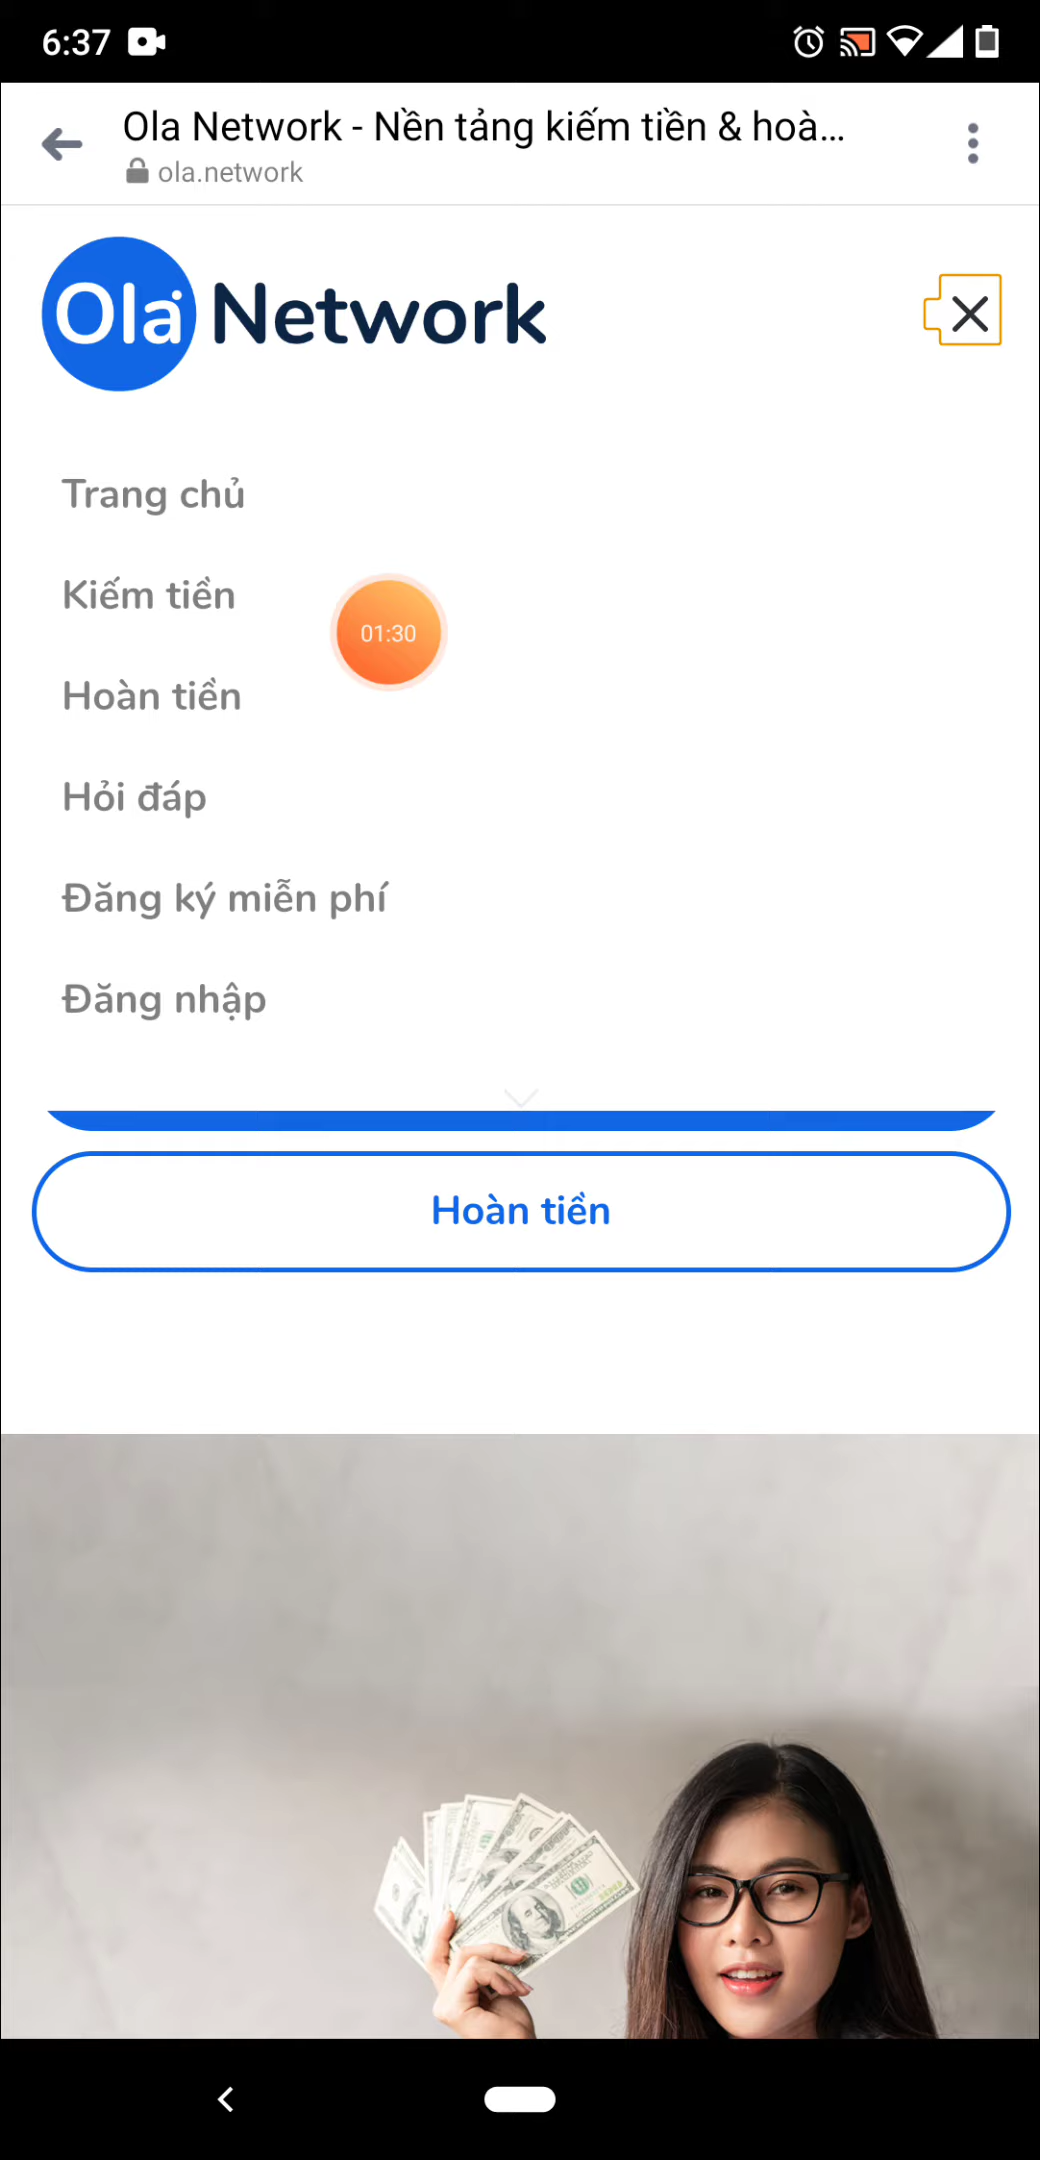 6:37
Ola Network - Nền tảng kiếm tiền & hoà...
ola.network
Ola Network
Trang chủ
Kiếm tiền
01:30
Hoàn tiền
Hỏi đáp
Đăng ký miễn phí
Đăng nhập
Hoàn tiền